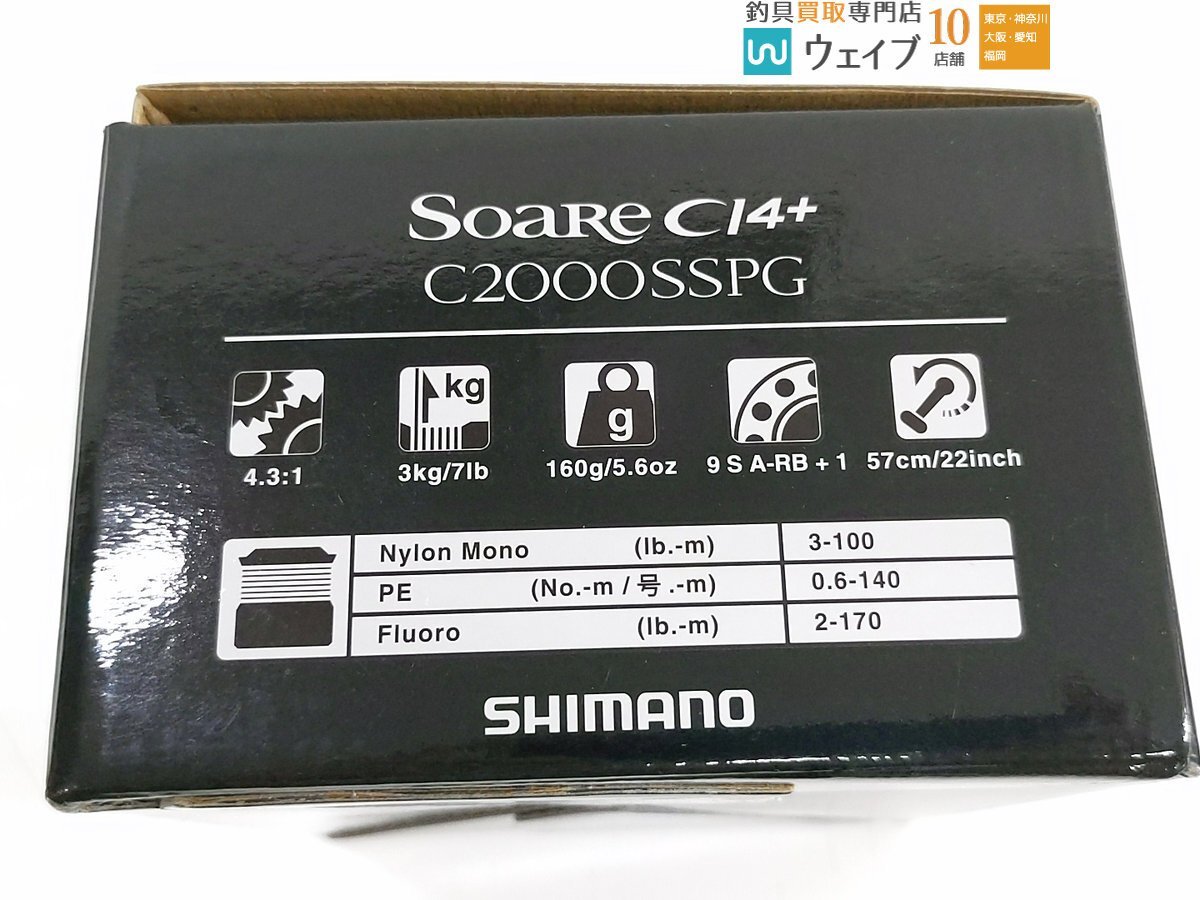 釣具買取専門店
ウェイブ
10
店舗
東京・神奈川
大阪・愛知
福岡
SoaRe CI4+
C2000SSPG
kg
g
4.3:1
3kg/7lb
160g/5.6oz
9 S A-RB + 1
57cm/22inch
Nylon Mono (lb.-m) 3-100
PE (No.-m / 号.-m) 0.6-140
Fluoro (lb.-m) 2-170
SHIMANO